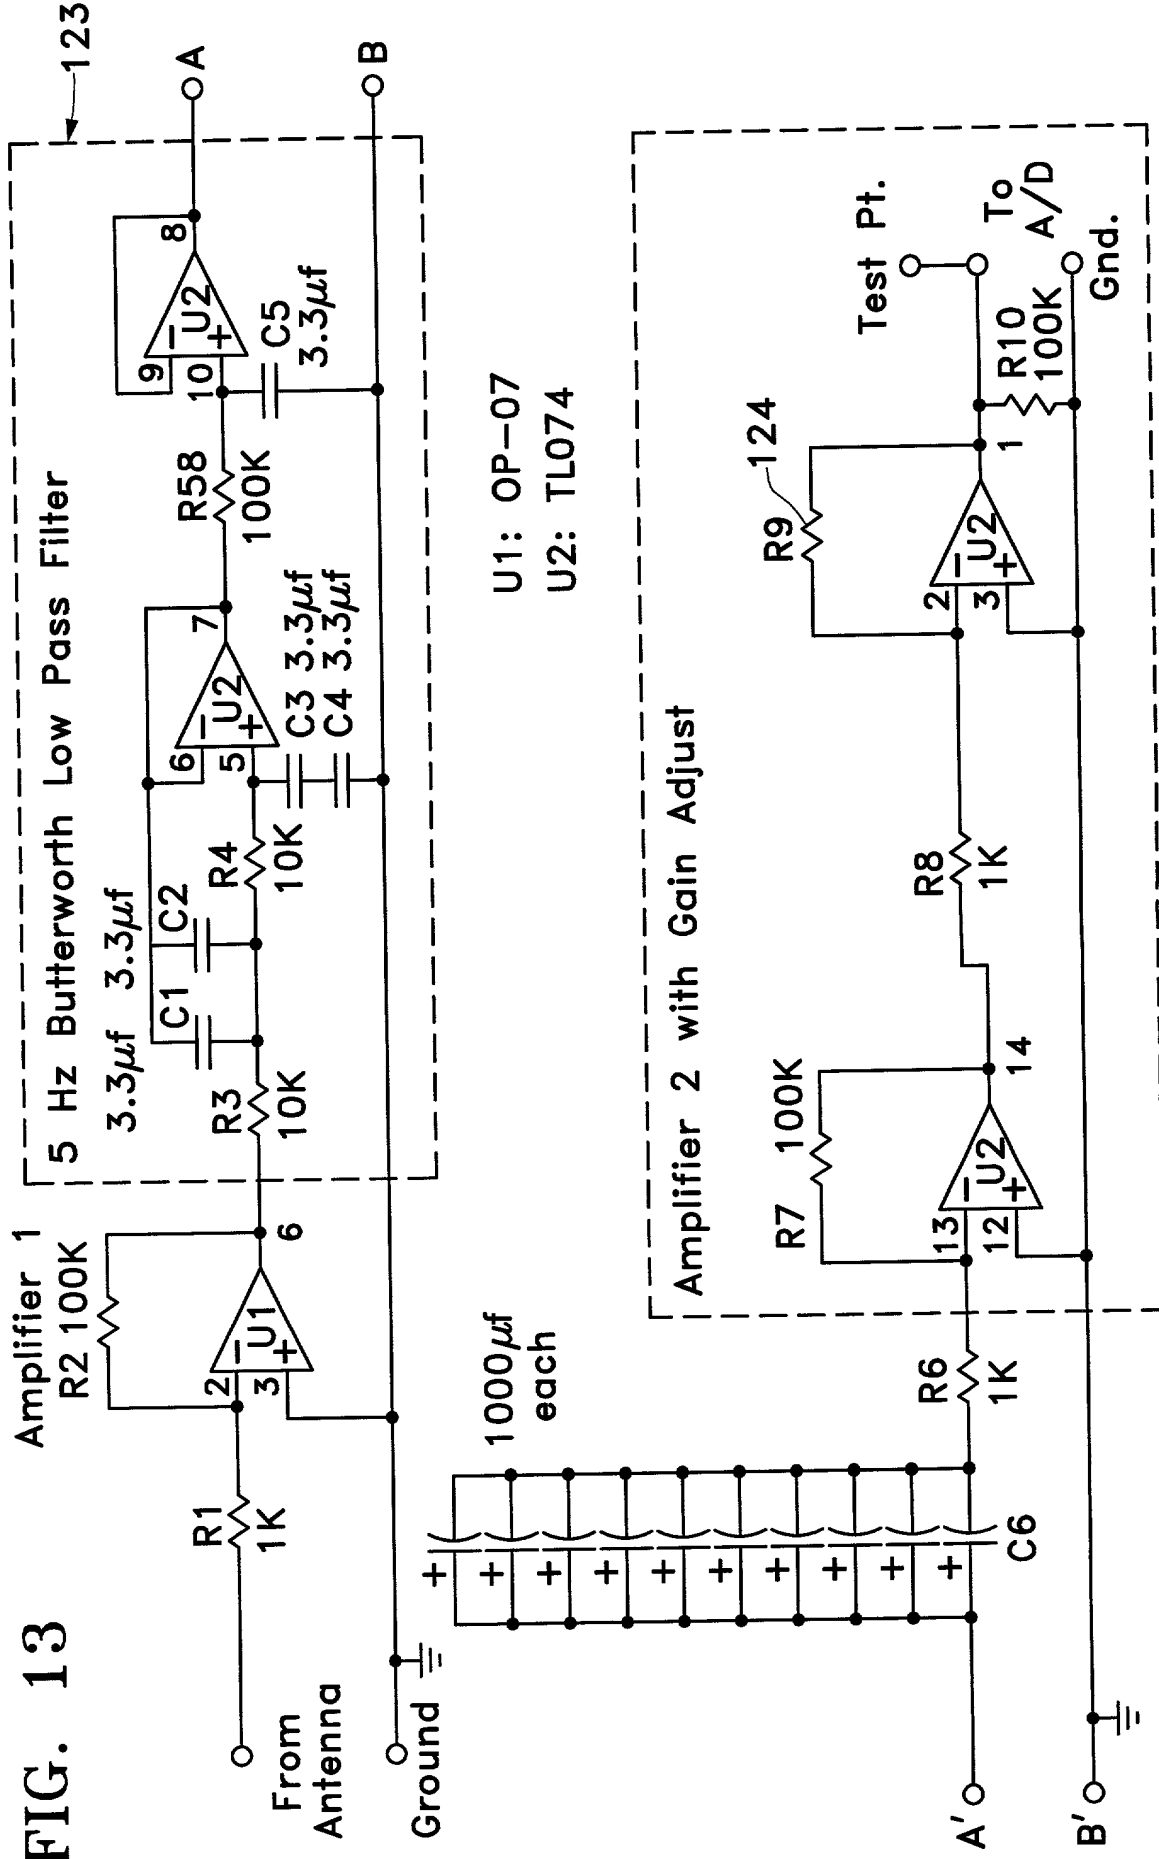 FIG. 13
Amplifier 1
R2 100K
From
Antenna
R1
1K
2
3
−
+
U1
6
Ground
123
5 Hz Butterworth Low Pass Filter
3.3µf 3.3µf
C1
C2
R3
10K
R4
10K
6
5
−
+
U2
7
C3 3.3µf
C4 3.3µf
R58
100K
9
10
−
+
U2
8
C5
3.3µf
A
B
U1: OP-07
U2: TL074
1000µf
each
+
+
+
+
+
+
+
+
+
+
C6
A'
B'
R6
1K
Amplifier 2 with Gain Adjust
R7 100K
13
12
−
+
U2
14
R8
1K
R9
124
2
3
−
+
U2
1
R10
100K
Test Pt.
To
A/D
Gnd.